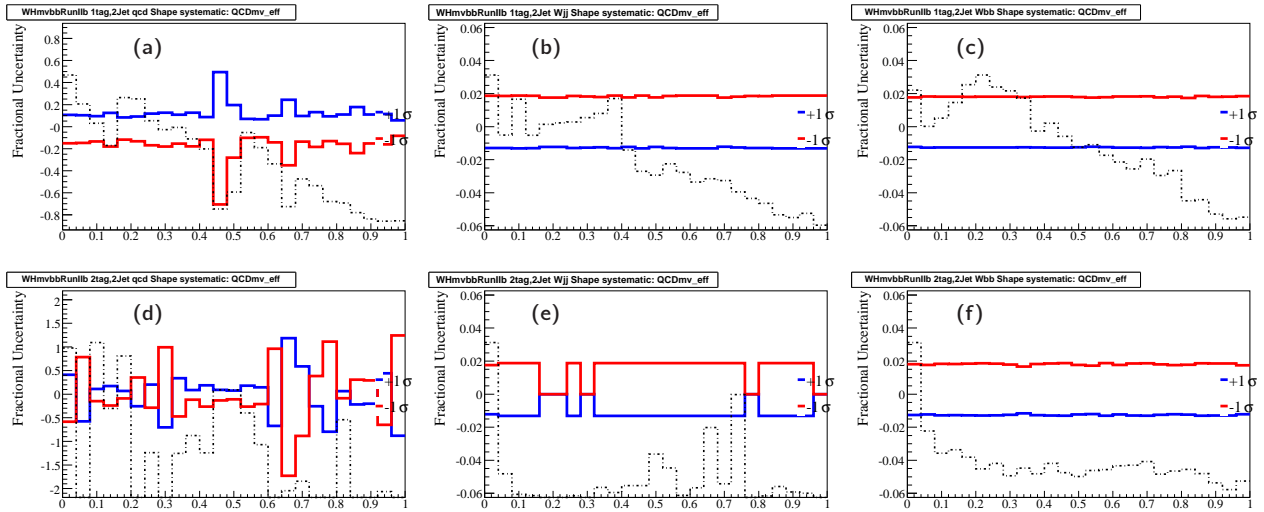 WHmvbbRunIIb 1tag,2Jet qcd Shape systematic: QCDmv_eff
Fractional Uncertainty
0.8
0.6
0.4
0.2
-0
-0.2
-0.4
-0.6
-0.8
(a)
+1 σ
-1 σ
0 0.1 0.2 0.3 0.4 0.5 0.6 0.7 0.8 0.9 1
WHmvbbRunIIb 1tag,2Jet Wjj Shape systematic: QCDmv_eff
Fractional Uncertainty
0.06
0.04
0.02
0
-0.02
-0.04
-0.06
(b)
+1 σ
-1 σ
0 0.1 0.2 0.3 0.4 0.5 0.6 0.7 0.8 0.9 1
WHmvbbRunIIb 1tag,2Jet Wbb Shape systematic: QCDmv_eff
Fractional Uncertainty
0.06
0.04
0.02
0
-0.02
-0.04
-0.06
(c)
+1 σ
-1 σ
0 0.1 0.2 0.3 0.4 0.5 0.6 0.7 0.8 0.9 1
WHmvbbRunIIb 2tag,2Jet qcd Shape systematic: QCDmv_eff
Fractional Uncertainty
2
1.5
1
0.5
0
-0.5
-1
-1.5
-2
(d)
+1 σ
-1 σ
0 0.1 0.2 0.3 0.4 0.5 0.6 0.7 0.8 0.9 1
WHmvbbRunIIb 2tag,2Jet Wjj Shape systematic: QCDmv_eff
Fractional Uncertainty
0.06
0.04
0.02
0
-0.02
-0.04
-0.06
(e)
+1 σ
-1 σ
0 0.1 0.2 0.3 0.4 0.5 0.6 0.7 0.8 0.9 1
WHmvbbRunIIb 2tag,2Jet Wbb Shape systematic: QCDmv_eff
Fractional Uncertainty
0.06
0.04
0.02
0
-0.02
-0.04
-0.06
(f)
+1 σ
-1 σ
0 0.1 0.2 0.3 0.4 0.5 0.6 0.7 0.8 0.9 1